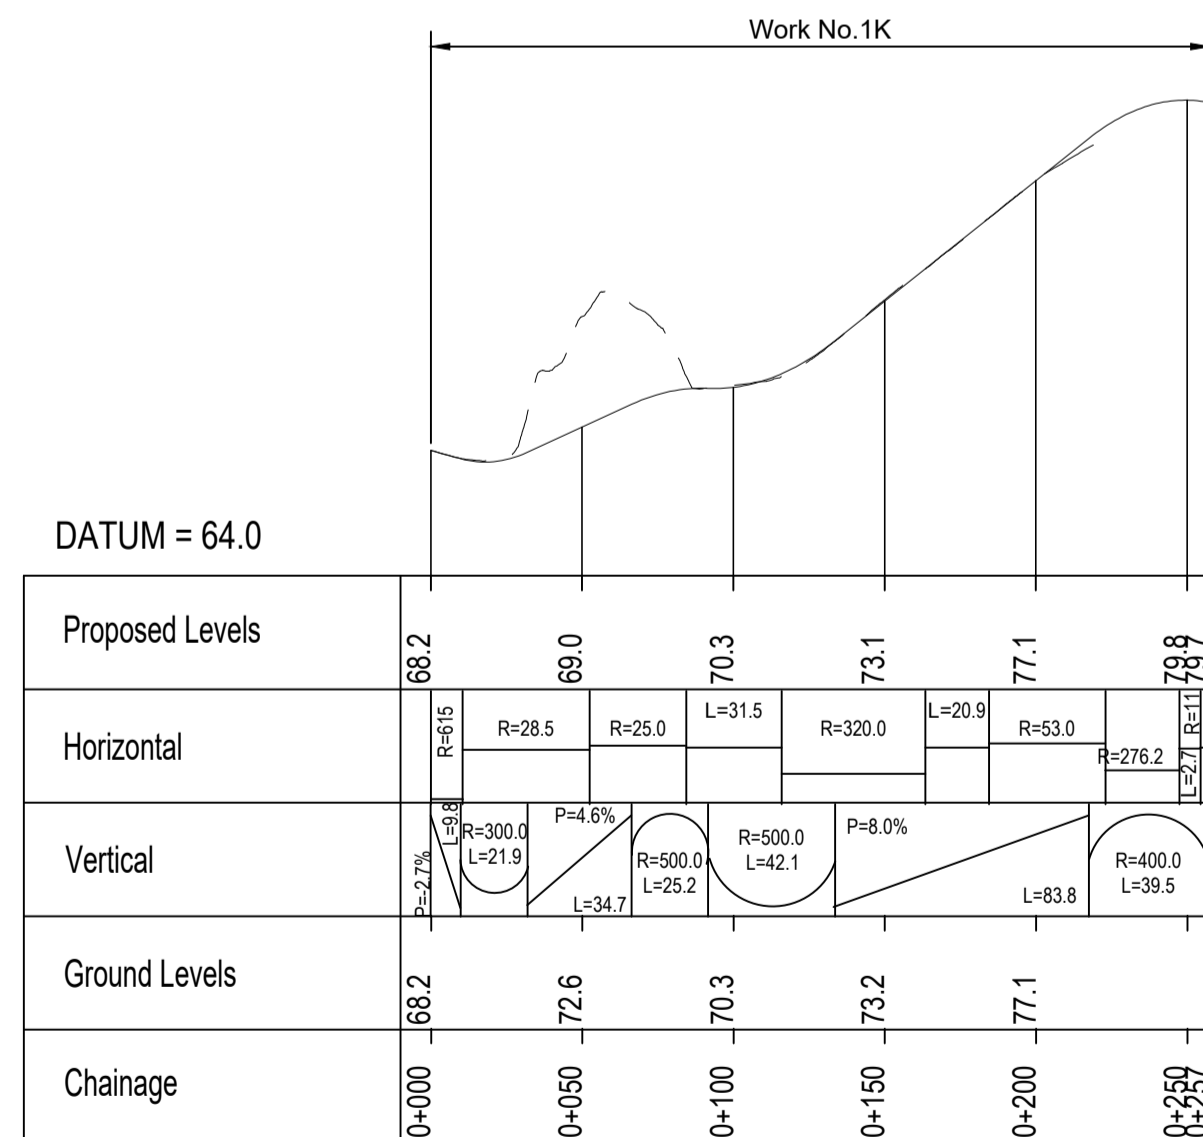 Work No.1K
DATUM = 64.0
Proposed Levels
68.2
69.0
70.3
73.1
77.1
79.8
79.7
Horizontal
R=615
R=28.5
R=25.0
L=31.5
R=320.0
L=20.9
R=53.0
R=276.2
L=2.7
R=11
Vertical
P=-2.7%
L=9.8
R=300.0
L=21.9
P=4.6%
L=34.7
R=500.0
L=25.2
R=500.0
L=42.1
P=8.0%
L=83.8
R=400.0
L=39.5
Ground Levels
68.2
72.6
70.3
73.2
77.1
Chainage
0+000
0+050
0+100
0+150
0+200
0+250
0+257